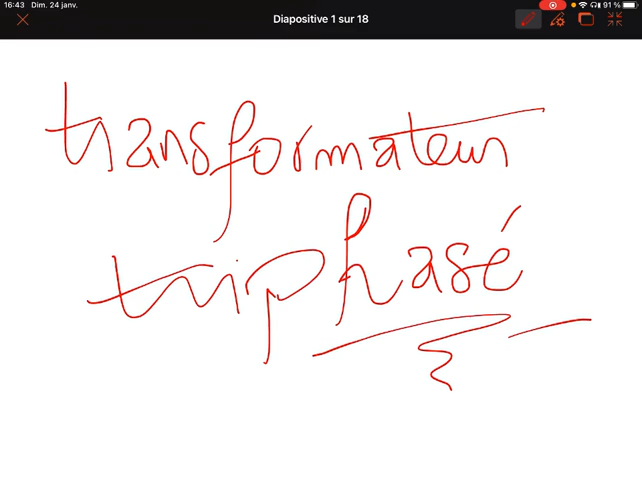 16:43 Dim. 24 janv.
91 %
Diapositive 1 sur 18
transformateur
triphasé